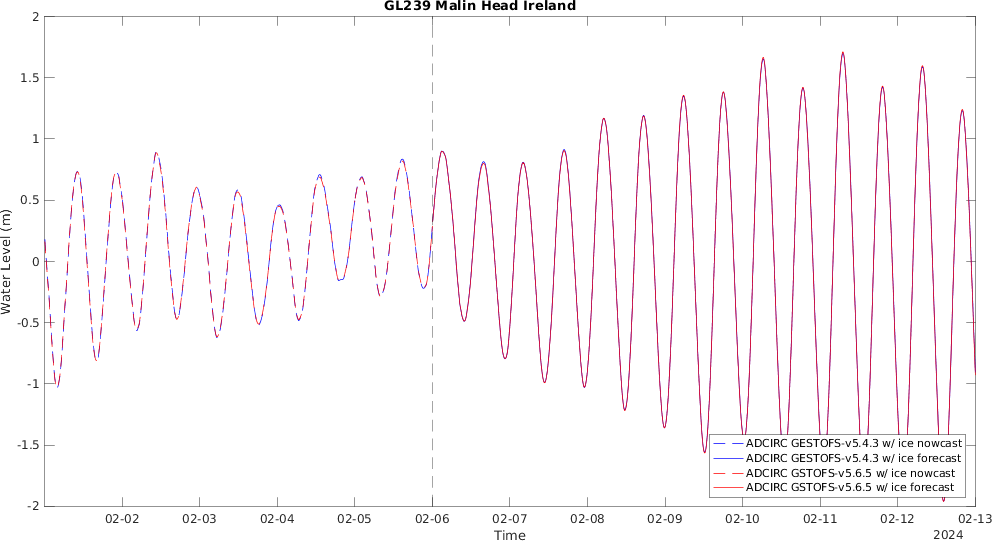 GL239 Malin Head Ireland
2
1.5
1
0.5
0
-0.5
-1
-1.5
-2
Water Level (m)
ADCIRC GESTOFS-v5.4.3 w/ ice nowcast
ADCIRC GESTOFS-v5.4.3 w/ ice forecast
ADCIRC GSTOFS-v5.6.5 w/ ice nowcast
ADCIRC GSTOFS-v5.6.5 w/ ice forecast
02-02 02-03 02-04 02-05 02-06 02-07 02-08 02-09 02-10 02-11 02-12 02-13
Time
2024